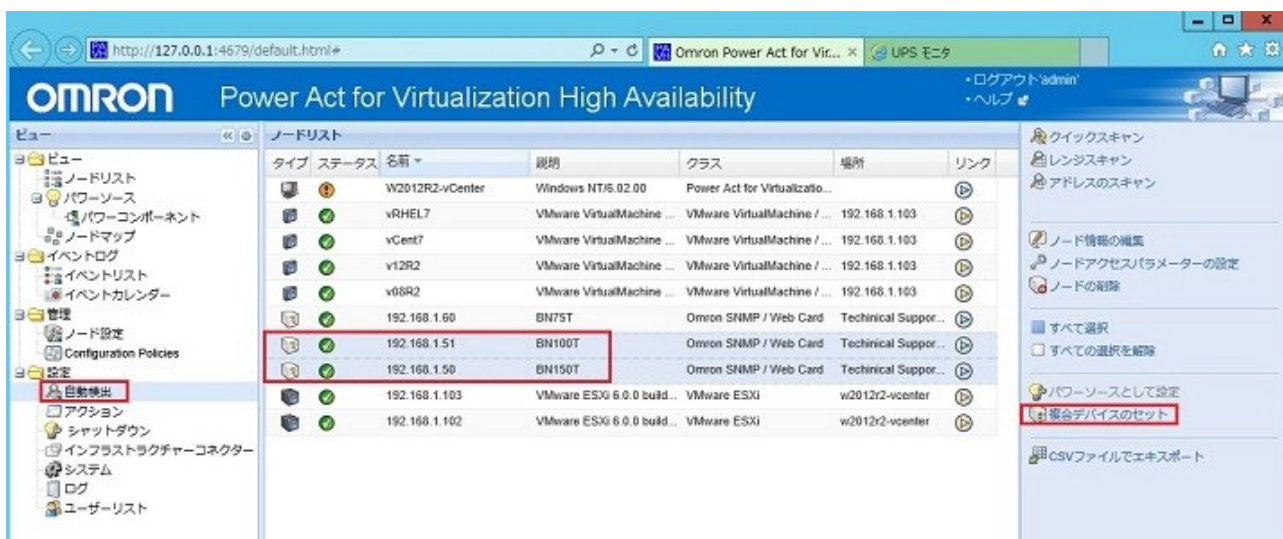 http://127.0.0.1:4679/default.html#
Omron Power Act for Vir...
UPS モニタ
OMRON Power Act for Virtualization High Availability
・ログアウト'admin'
・ヘルプ
ビュー
ビュー
ノードリスト
パワーソース
パワーコンポーネント
ノードマップ
イベントログ
イベントリスト
イベントカレンダー
管理
ノード設定
Configuration Policies
設定
自動検出
アクション
シャットダウン
インフラストラクチャーコネクター
システム
ログ
ユーザーリスト
ノードリスト
タイプ ステータス 名前 説明 クラス 場所 リンク
W2012R2-vCenter Windows NT/6.02.00 Power Act for Virtualizatio...
vRHEL7 VMware VirtualMachine ... VMware VirtualMachine / ... 192.168.1.103
vCent7 VMware VirtualMachine ... VMware VirtualMachine / ... 192.168.1.103
v12R2 VMware VirtualMachine ... VMware VirtualMachine / ... 192.168.1.103
v08R2 VMware VirtualMachine ... VMware VirtualMachine / ... 192.168.1.103
192.168.1.60 BN75T Omron SNMP / Web Card Techinical Suppor...
192.168.1.51 BN100T Omron SNMP / Web Card Techinical Suppor...
192.168.1.50 BN150T Omron SNMP / Web Card Techinical Suppor...
192.168.1.103 VMware ESXi 6.0.0 build... VMware ESXi w2012r2-vcenter
192.168.1.102 VMware ESXi 6.0.0 build... VMware ESXi w2012r2-vcenter
クイックスキャン
レンジスキャン
アドレスのスキャン
ノード情報の編集
ノードアクセスパラメーターの設定
ノードの削除
すべて選択
すべての選択を解除
パワーソースとして設定
複合デバイスのセット
CSVファイルでエキスポート